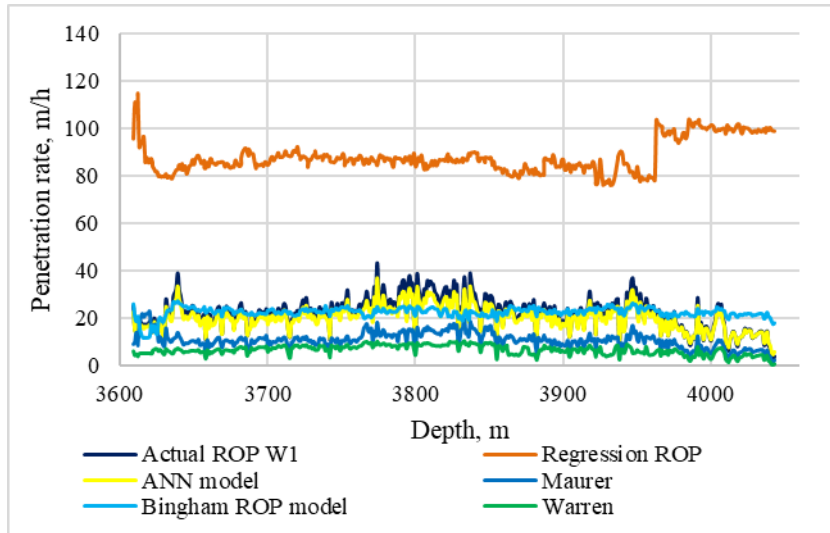 140
120
100
80
60
40
20
0
Penetration rate, m/h
3600 3700 3800 3900 4000
Depth, m
Actual ROP W1 Regression ROP
ANN model Maurer
Bingham ROP model Warren